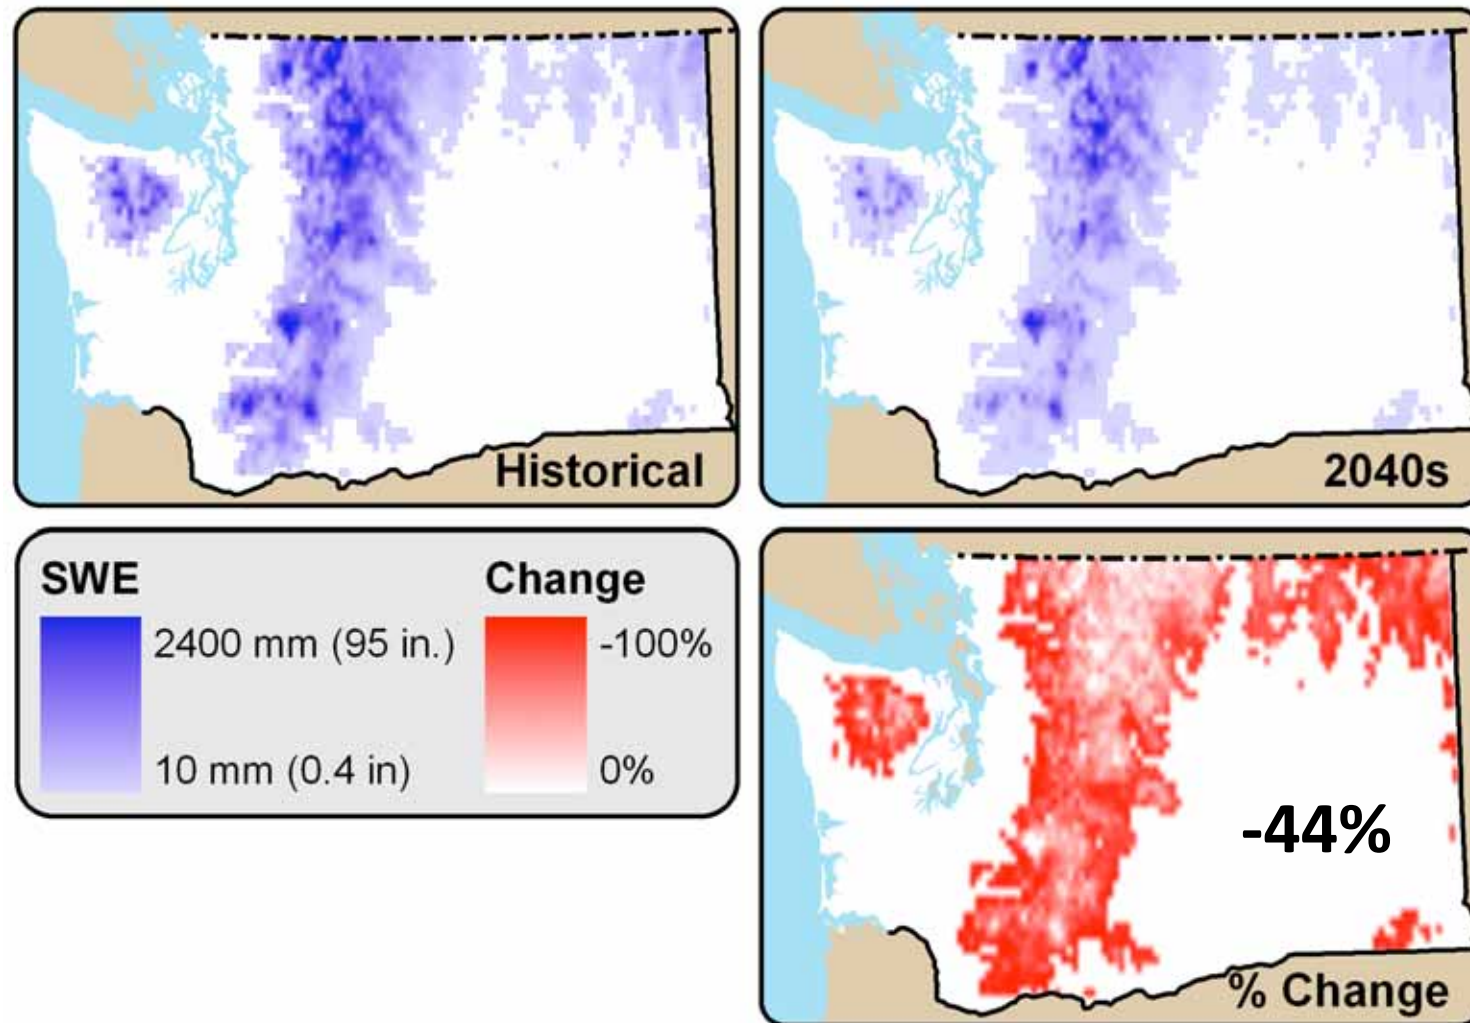 Historical
2040s
SWE
2400 mm (95 in.)
10 mm (0.4 in)
Change
-100%
0%
-44%
% Change